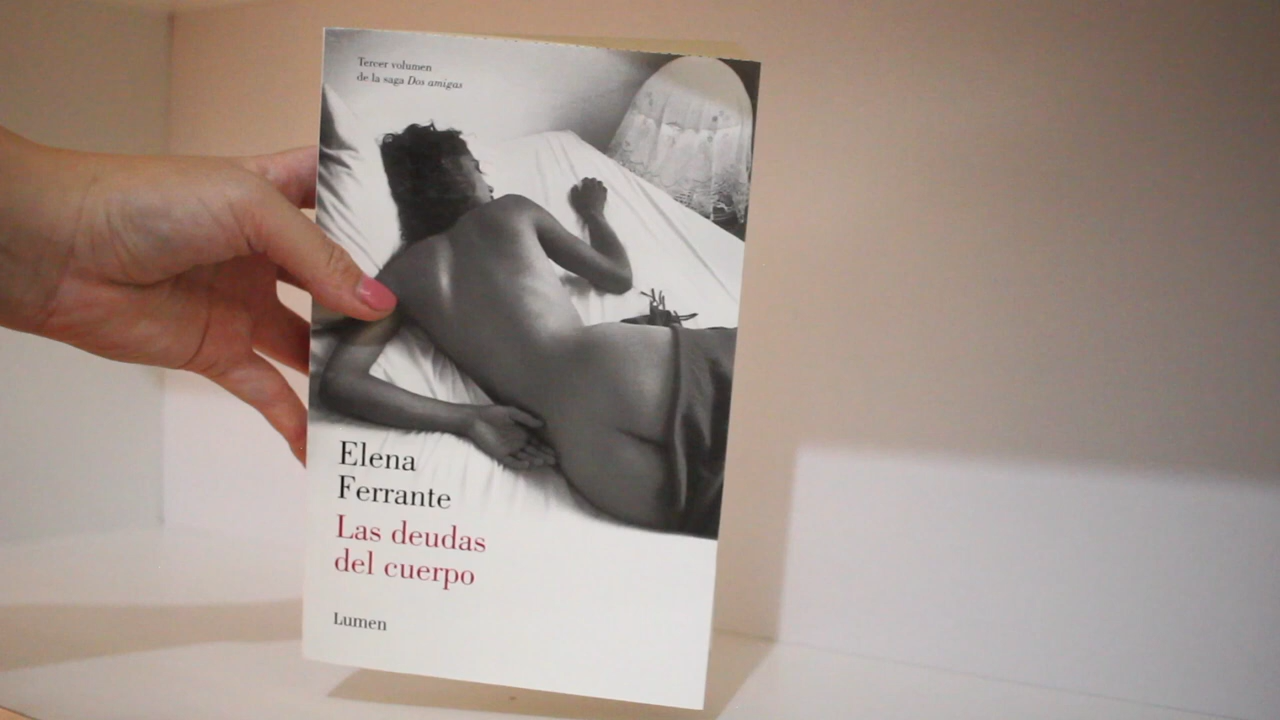 Tercer volumen
de la saga Dos amigas
Elena
Ferrante
Las deudas
del cuerpo
Lumen